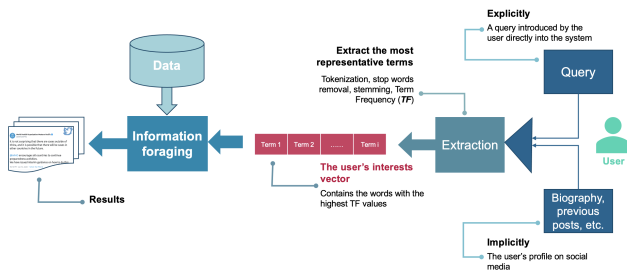 Explicitly
A query introduced by the
user directly into the system
Extract the most
representative terms
Tokenization, stop words
removal, stemming, Term
Frequency (TF)
Data
Query
Information
foraging
Term 1 Term 2 ...... Term i
Extraction
User
The user's interests
vector
Contains the words with the
highest TF values
Results
Biography,
previous
posts, etc.
Implicitly
The user's profile on social
media